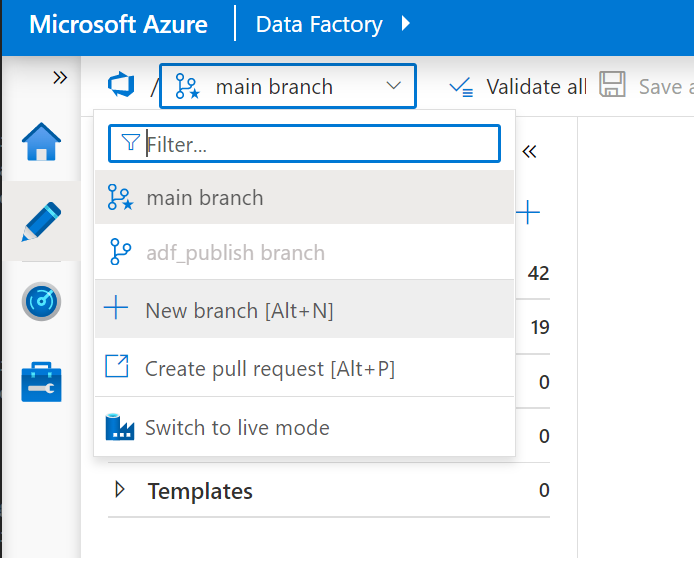 Microsoft Azure Data Factory
main branch Validate all Save a
Filter...
main branch
adf_publish branch
42
New branch [Alt+N]
19
Create pull request [Alt+P]
0
Switch to live mode
0
Templates 0